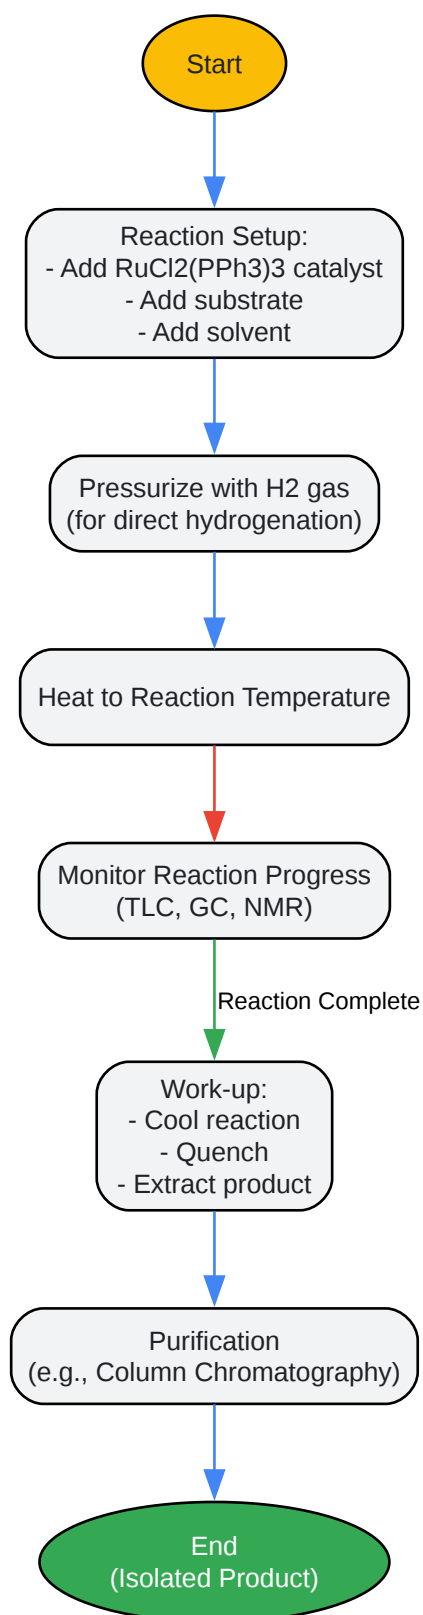 Start
Reaction Setup:
- Add RuCl2(PPh3)3 catalyst
- Add substrate
- Add solvent
Pressurize with H2 gas
(for direct hydrogenation)
Heat to Reaction Temperature
Monitor Reaction Progress
(TLC, GC, NMR)
Reaction Complete
Work-up:
- Cool reaction
- Quench
- Extract product
Purification
(e.g., Column Chromatography)
End
(Isolated Product)